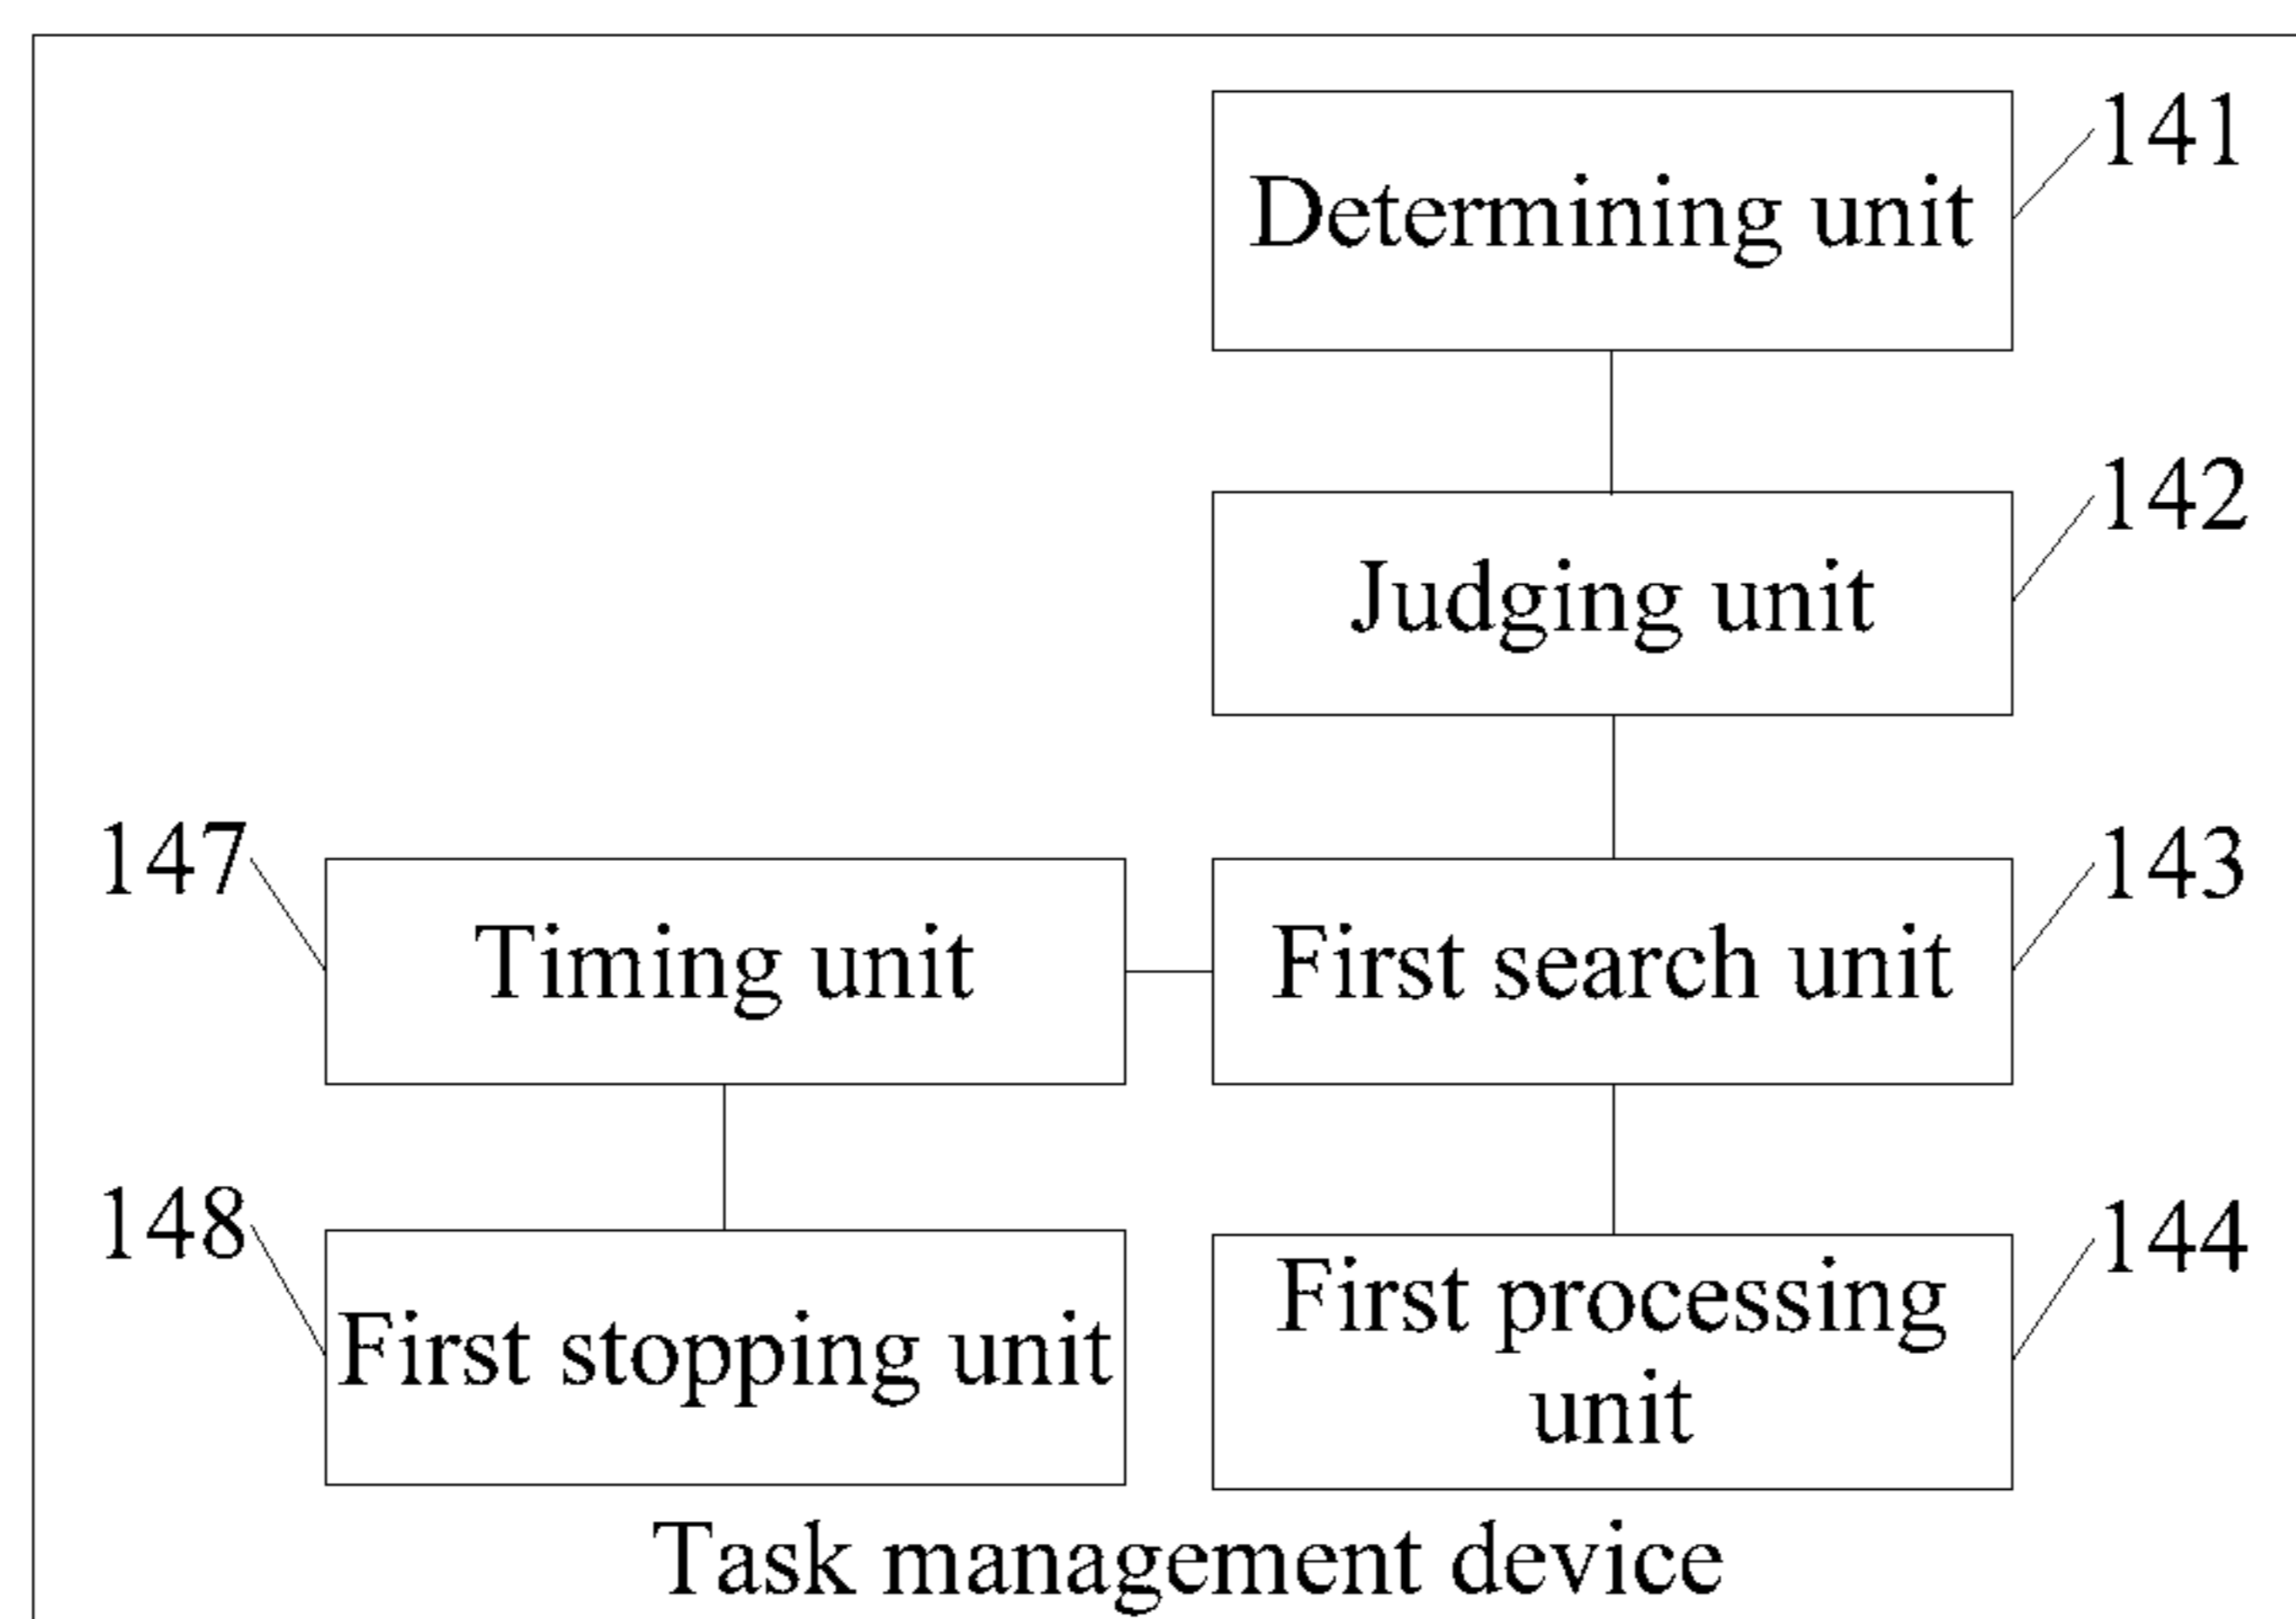 Determining unit
141
Judging unit
142
147
Timing unit
First search unit
143
148
First stopping unit
First processing
unit
144
Task management device